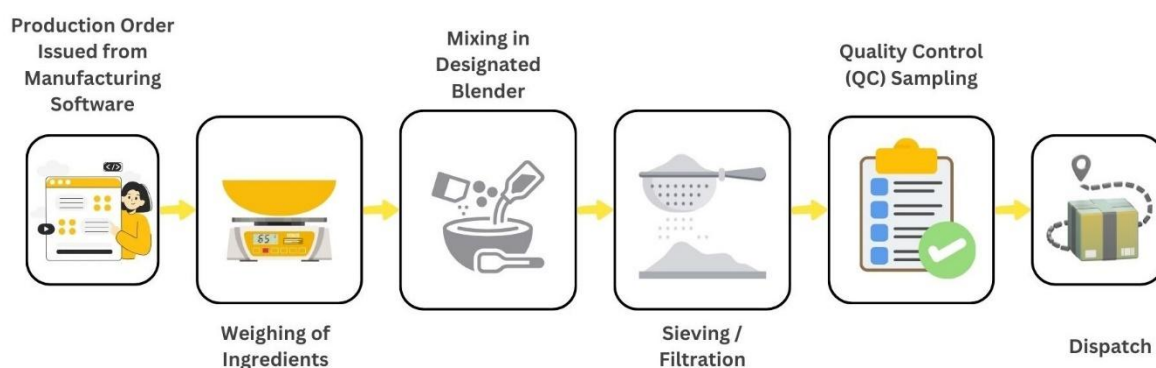 Production Order
Issued from
Manufacturing
Software
Weighing of
Ingredients
Mixing in
Designated
Blender
Sieving /
Filtration
Quality Control
(QC) Sampling
Dispatch